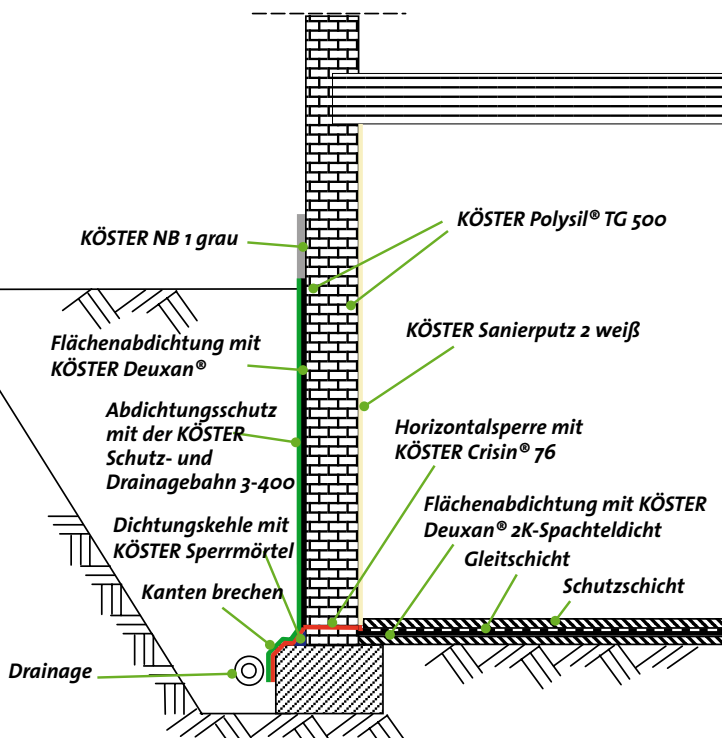 KÖSTER NB 1 grau
KÖSTER Polysil® TG 500
Flächenabdichtung mit
KÖSTER Deuxan®
KÖSTER Sanierputz 2 weiß
Abdichtungsschutz
mit der KÖSTER
Schutz- und
Drainagebahn 3-400
Horizontalsperre mit
KÖSTER Crisin® 76
Dichtungskehle mit
KÖSTER Sperrmörtel
Flächenabdichtung mit KÖSTER
Deuxan® 2K-Spachteldicht
Gleitschicht
Kanten brechen
Schutzschicht
Drainage